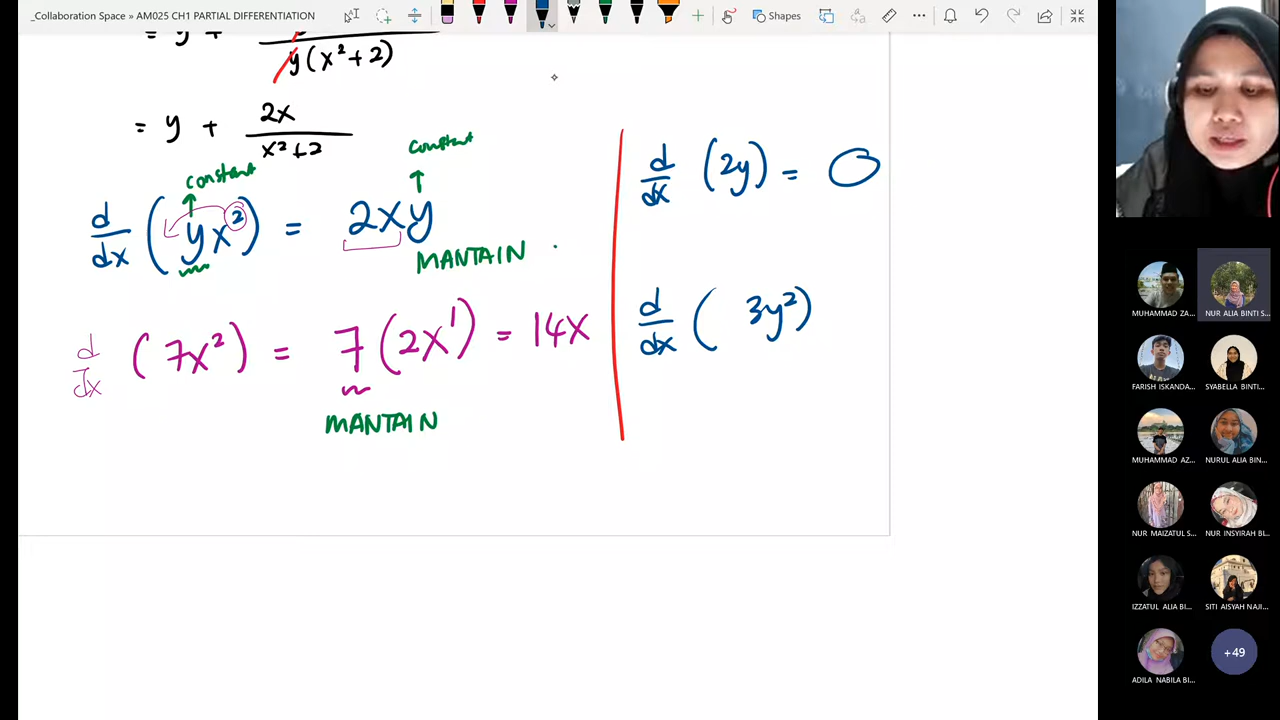 _Collaboration Space » AM025 CH1 PARTIAL DIFFERENTIATION
Shapes
= y +
y(x²+2)
= y + 2x
x²+2
constant
constant
d/dx (yx²) = 2xy
MANTAIN
d/dx (7x²) = 7(2x¹) = 14x
MANTAIN
d/dx (2y) = 0
d/dx ( 3y²)
MUHAMMAD ZA...
NUR ALIA BINTI S...
FARISH ISKANDA...
SYABELLA BINTI...
MUHAMMAD AZ...
NURUL ALIA BIN...
NUR MAIZATUL S...
NUR INSYIRAH BI...
IZZATUL ALIA BI...
SITI AISYAH NAJI...
ADILA NABILA BI...
+49